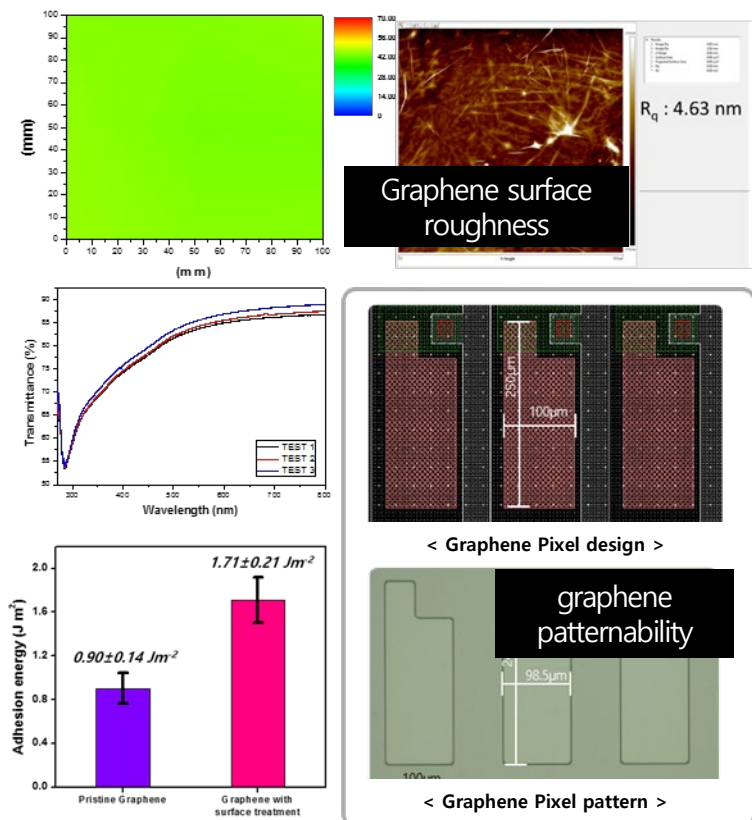 100
90
80
70
60
50
40
30
20
10
0
(mm)
0 10 20 30 40 50 60 70 80 90 100
(mm)
70.00
56.00
42.00
28.00
14.00
0
Rq : 4.63 nm
Graphene surface
roughness
90
85
80
75
70
65
60
55
50
Transmittance (%)
TEST 1
TEST 2
TEST 3
300 400 500 600 700 800
Wavelength (nm)
250μm
100μm
< Graphene Pixel design >
2.0
1.6
1.2
0.8
0.4
0.0
Adhesion energy (J m²)
0.90±0.14 Jm⁻²
1.71±0.21 Jm⁻²
Pristine Graphene
Graphene with
surface treatment
graphene
patternability
98.5μm
100μm
< Graphene Pixel pattern >